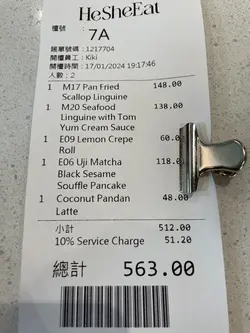 HeSheEat
檯號：
7A
賬單號碼：1217704
開檯員工：Kiki
開檯時間：17/01/2024 19:17:46
人數：2
1 M17 Pan Fried 148.00
Scallop Linguine
1 M20 Seafood 138.00
Linguine with Tom
Yum Cream Sauce
1 E09 Lemon Crepe 60.0
Roll
1 E06 Uji Matcha 118.0
Black Sesame
Souffle Pancake
1 Coconut Pandan 48.00
Latte
小計 512.00
10% Service Charge 51.20
總計 563.00